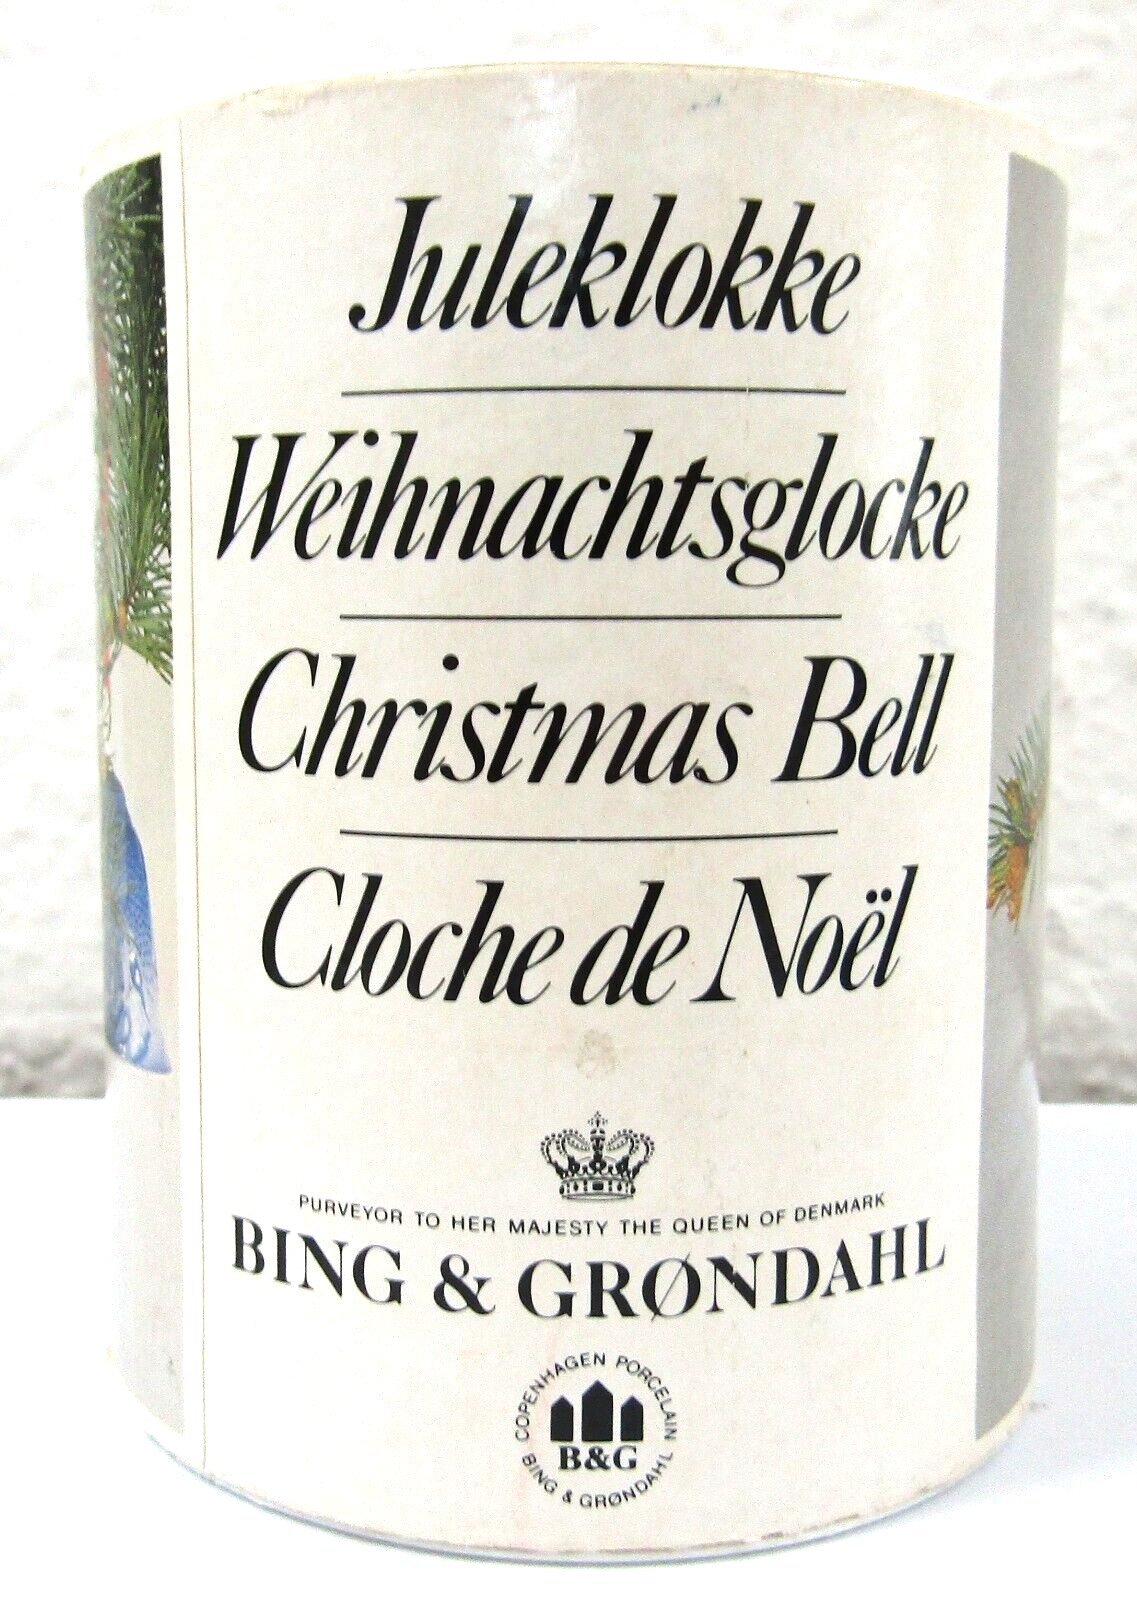 Juleklokke
Weihnachtsglocke
Christmas Bell
Cloche de Noël
PURVEYOR TO HER MAJESTY THE QUEEN OF DENMARK
BING & GRØNDAHL
COPENHAGEN PORCELAIN
B&G
BING & GRØNDAHL